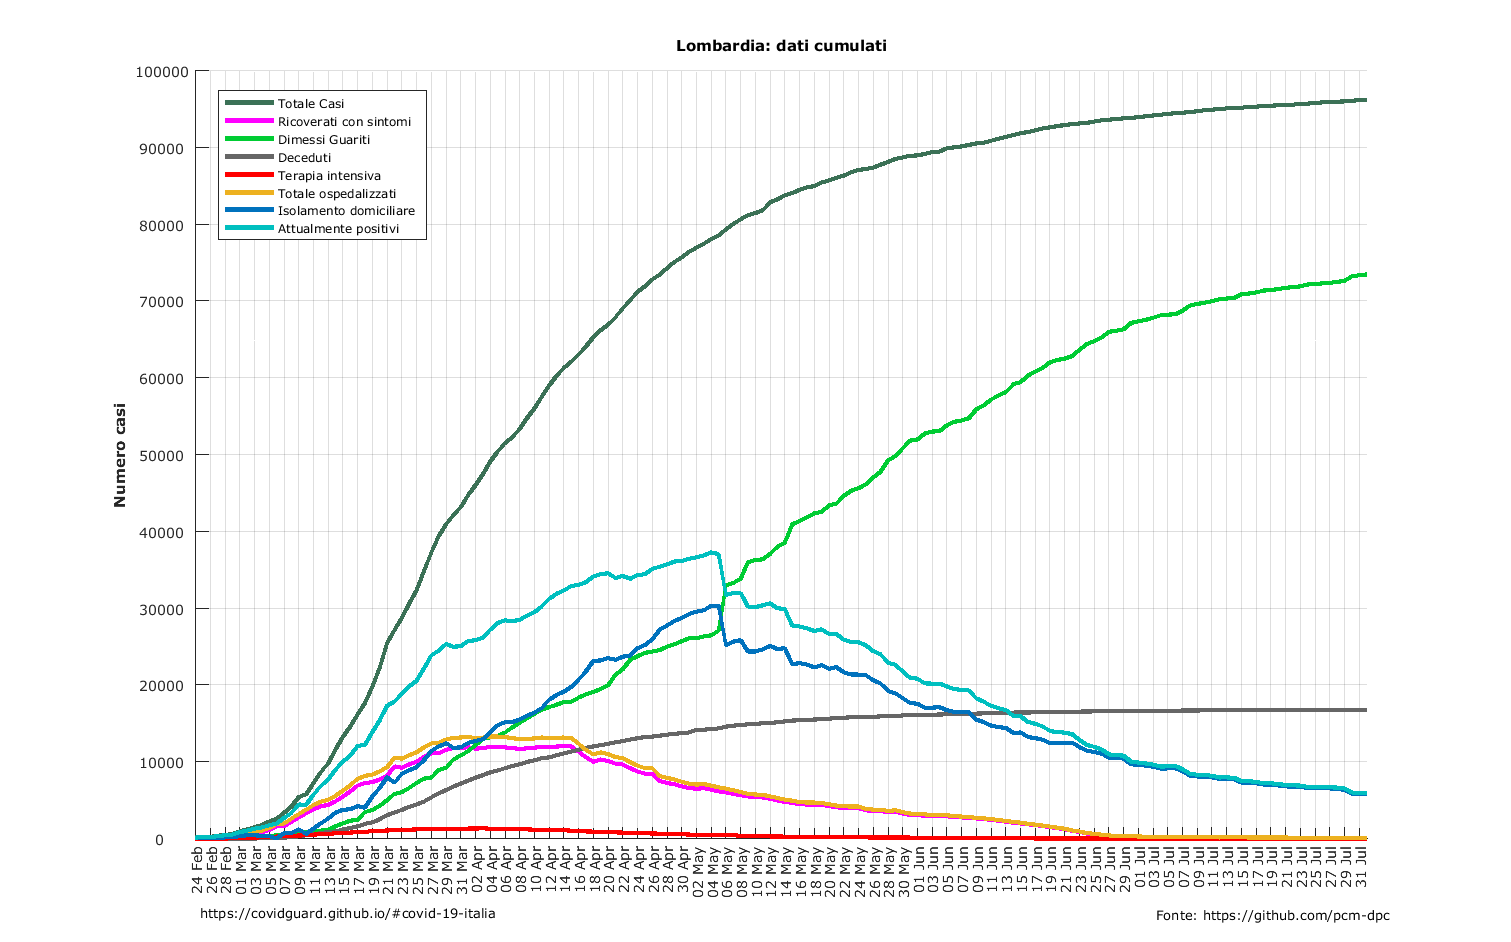 Lombardia: dati cumulati
100000
90000
80000
70000
60000
50000
40000
30000
20000
10000
0
Numero casi
Totale Casi
Ricoverati con sintomi
Dimessi Guariti
Deceduti
Terapia intensiva
Totale ospedalizzati
Isolamento domiciliare
Attualmente positivi
24 Feb
26 Feb
28 Feb
01 Mar
03 Mar
05 Mar
07 Mar
09 Mar
11 Mar
13 Mar
15 Mar
17 Mar
19 Mar
21 Mar
23 Mar
25 Mar
27 Mar
29 Mar
31 Mar
02 Apr
04 Apr
06 Apr
08 Apr
10 Apr
12 Apr
14 Apr
16 Apr
18 Apr
20 Apr
22 Apr
24 Apr
26 Apr
28 Apr
30 Apr
02 May
04 May
06 May
08 May
10 May
12 May
14 May
16 May
18 May
20 May
22 May
24 May
26 May
28 May
30 May
01 Jun
03 Jun
05 Jun
07 Jun
09 Jun
11 Jun
13 Jun
15 Jun
17 Jun
19 Jun
21 Jun
23 Jun
25 Jun
27 Jun
29 Jun
01 Jul
03 Jul
05 Jul
07 Jul
09 Jul
11 Jul
13 Jul
15 Jul
17 Jul
19 Jul
21 Jul
23 Jul
25 Jul
27 Jul
29 Jul
31 Jul
https://covidguard.github.io/#covid-19-italia
Fonte: https://github.com/pcm-dpc